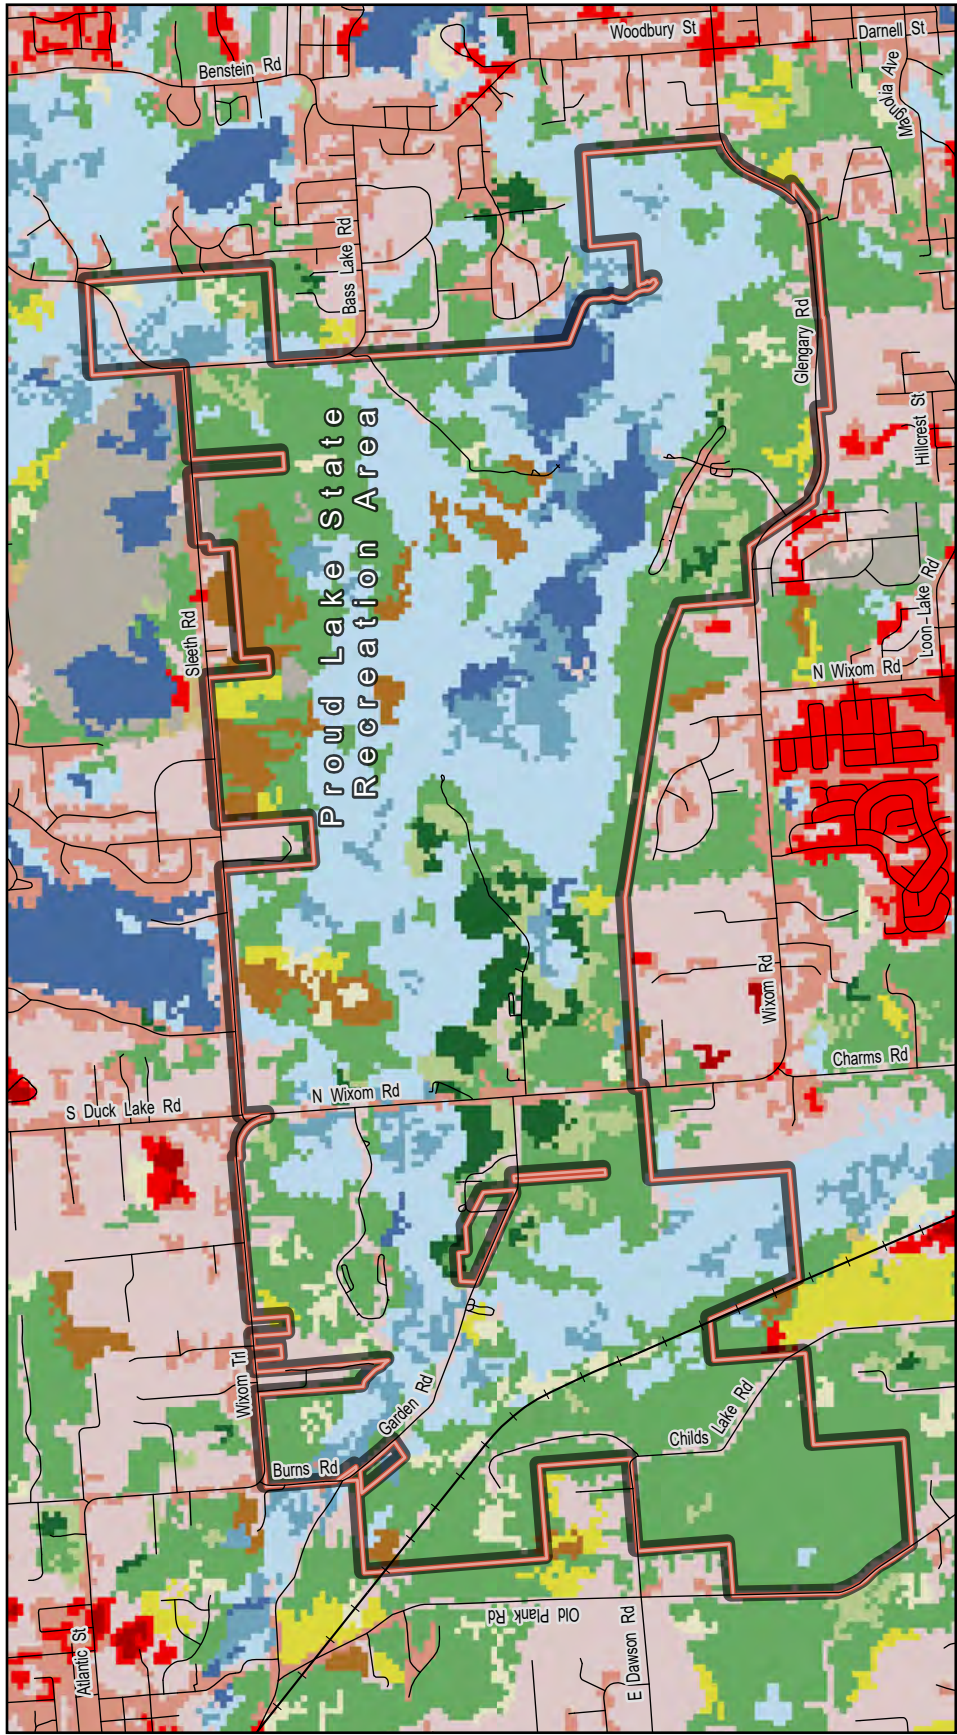 Woodbury St
Darnell St
Benstein Rd
Magnolia Ave
Bass Lake Rd
Glengary Rd
Hillcrest St
Proud Lake State
Recreation Area
Sleeth Rd
Loon-Lake Rd
N Wixom Rd
Wixom Rd
Charms Rd
N Wixom Rd
S Duck Lake Rd
Wixom Trl
Garden Rd
Childs Lake Rd
Burns Rd
Old Plank Rd
E Dawson Rd
Atlantic St